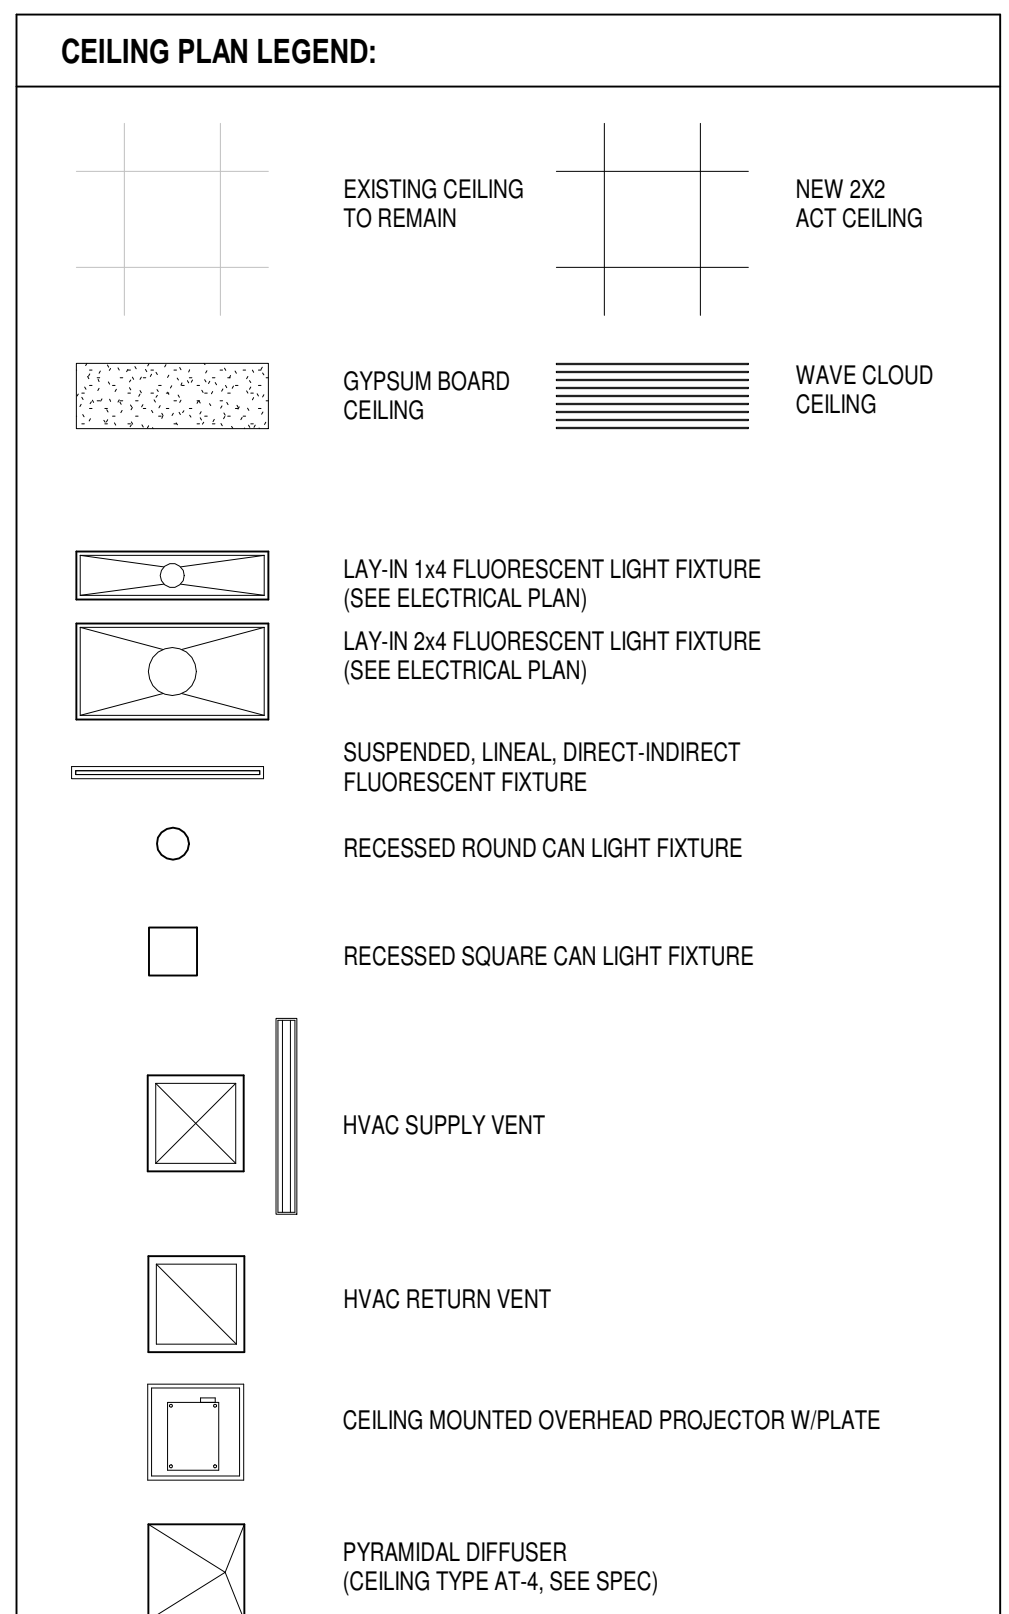 CEILING PLAN LEGEND:
EXISTING CEILING
TO REMAIN
NEW 2X2
ACT CEILING
GYPSUM BOARD
CEILING
WAVE CLOUD
CEILING
LAY-IN 1x4 FLUORESCENT LIGHT FIXTURE
(SEE ELECTRICAL PLAN)
LAY-IN 2x4 FLUORESCENT LIGHT FIXTURE
(SEE ELECTRICAL PLAN)
SUSPENDED, LINEAL, DIRECT-INDIRECT
FLUORESCENT FIXTURE
RECESSED ROUND CAN LIGHT FIXTURE
RECESSED SQUARE CAN LIGHT FIXTURE
HVAC SUPPLY VENT
HVAC RETURN VENT
CEILING MOUNTED OVERHEAD PROJECTOR W/PLATE
PYRAMIDAL DIFFUSER
(CEILING TYPE AT-4, SEE SPEC)